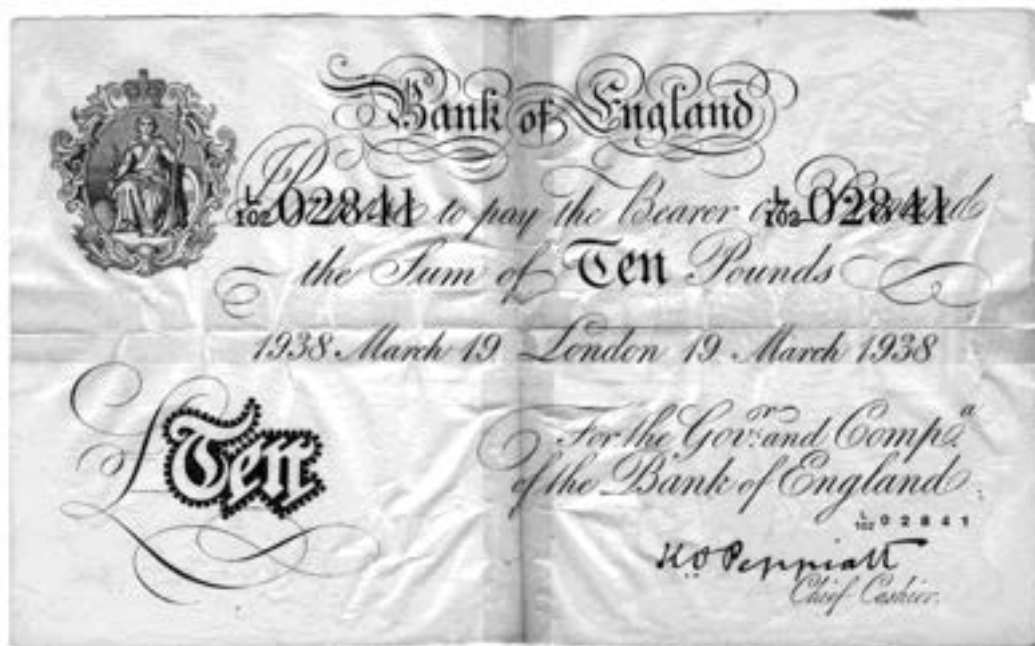 Bank of England
L/102 02841 to pay the Bearer on L/102 02841
the Sum of Ten Pounds
1938 March 19 London 19 March 1938
£Ten
For the Govr. and Compa.
of the Bank of England
L/102 02841
K.O. Peppiatt
Chief Cashier.